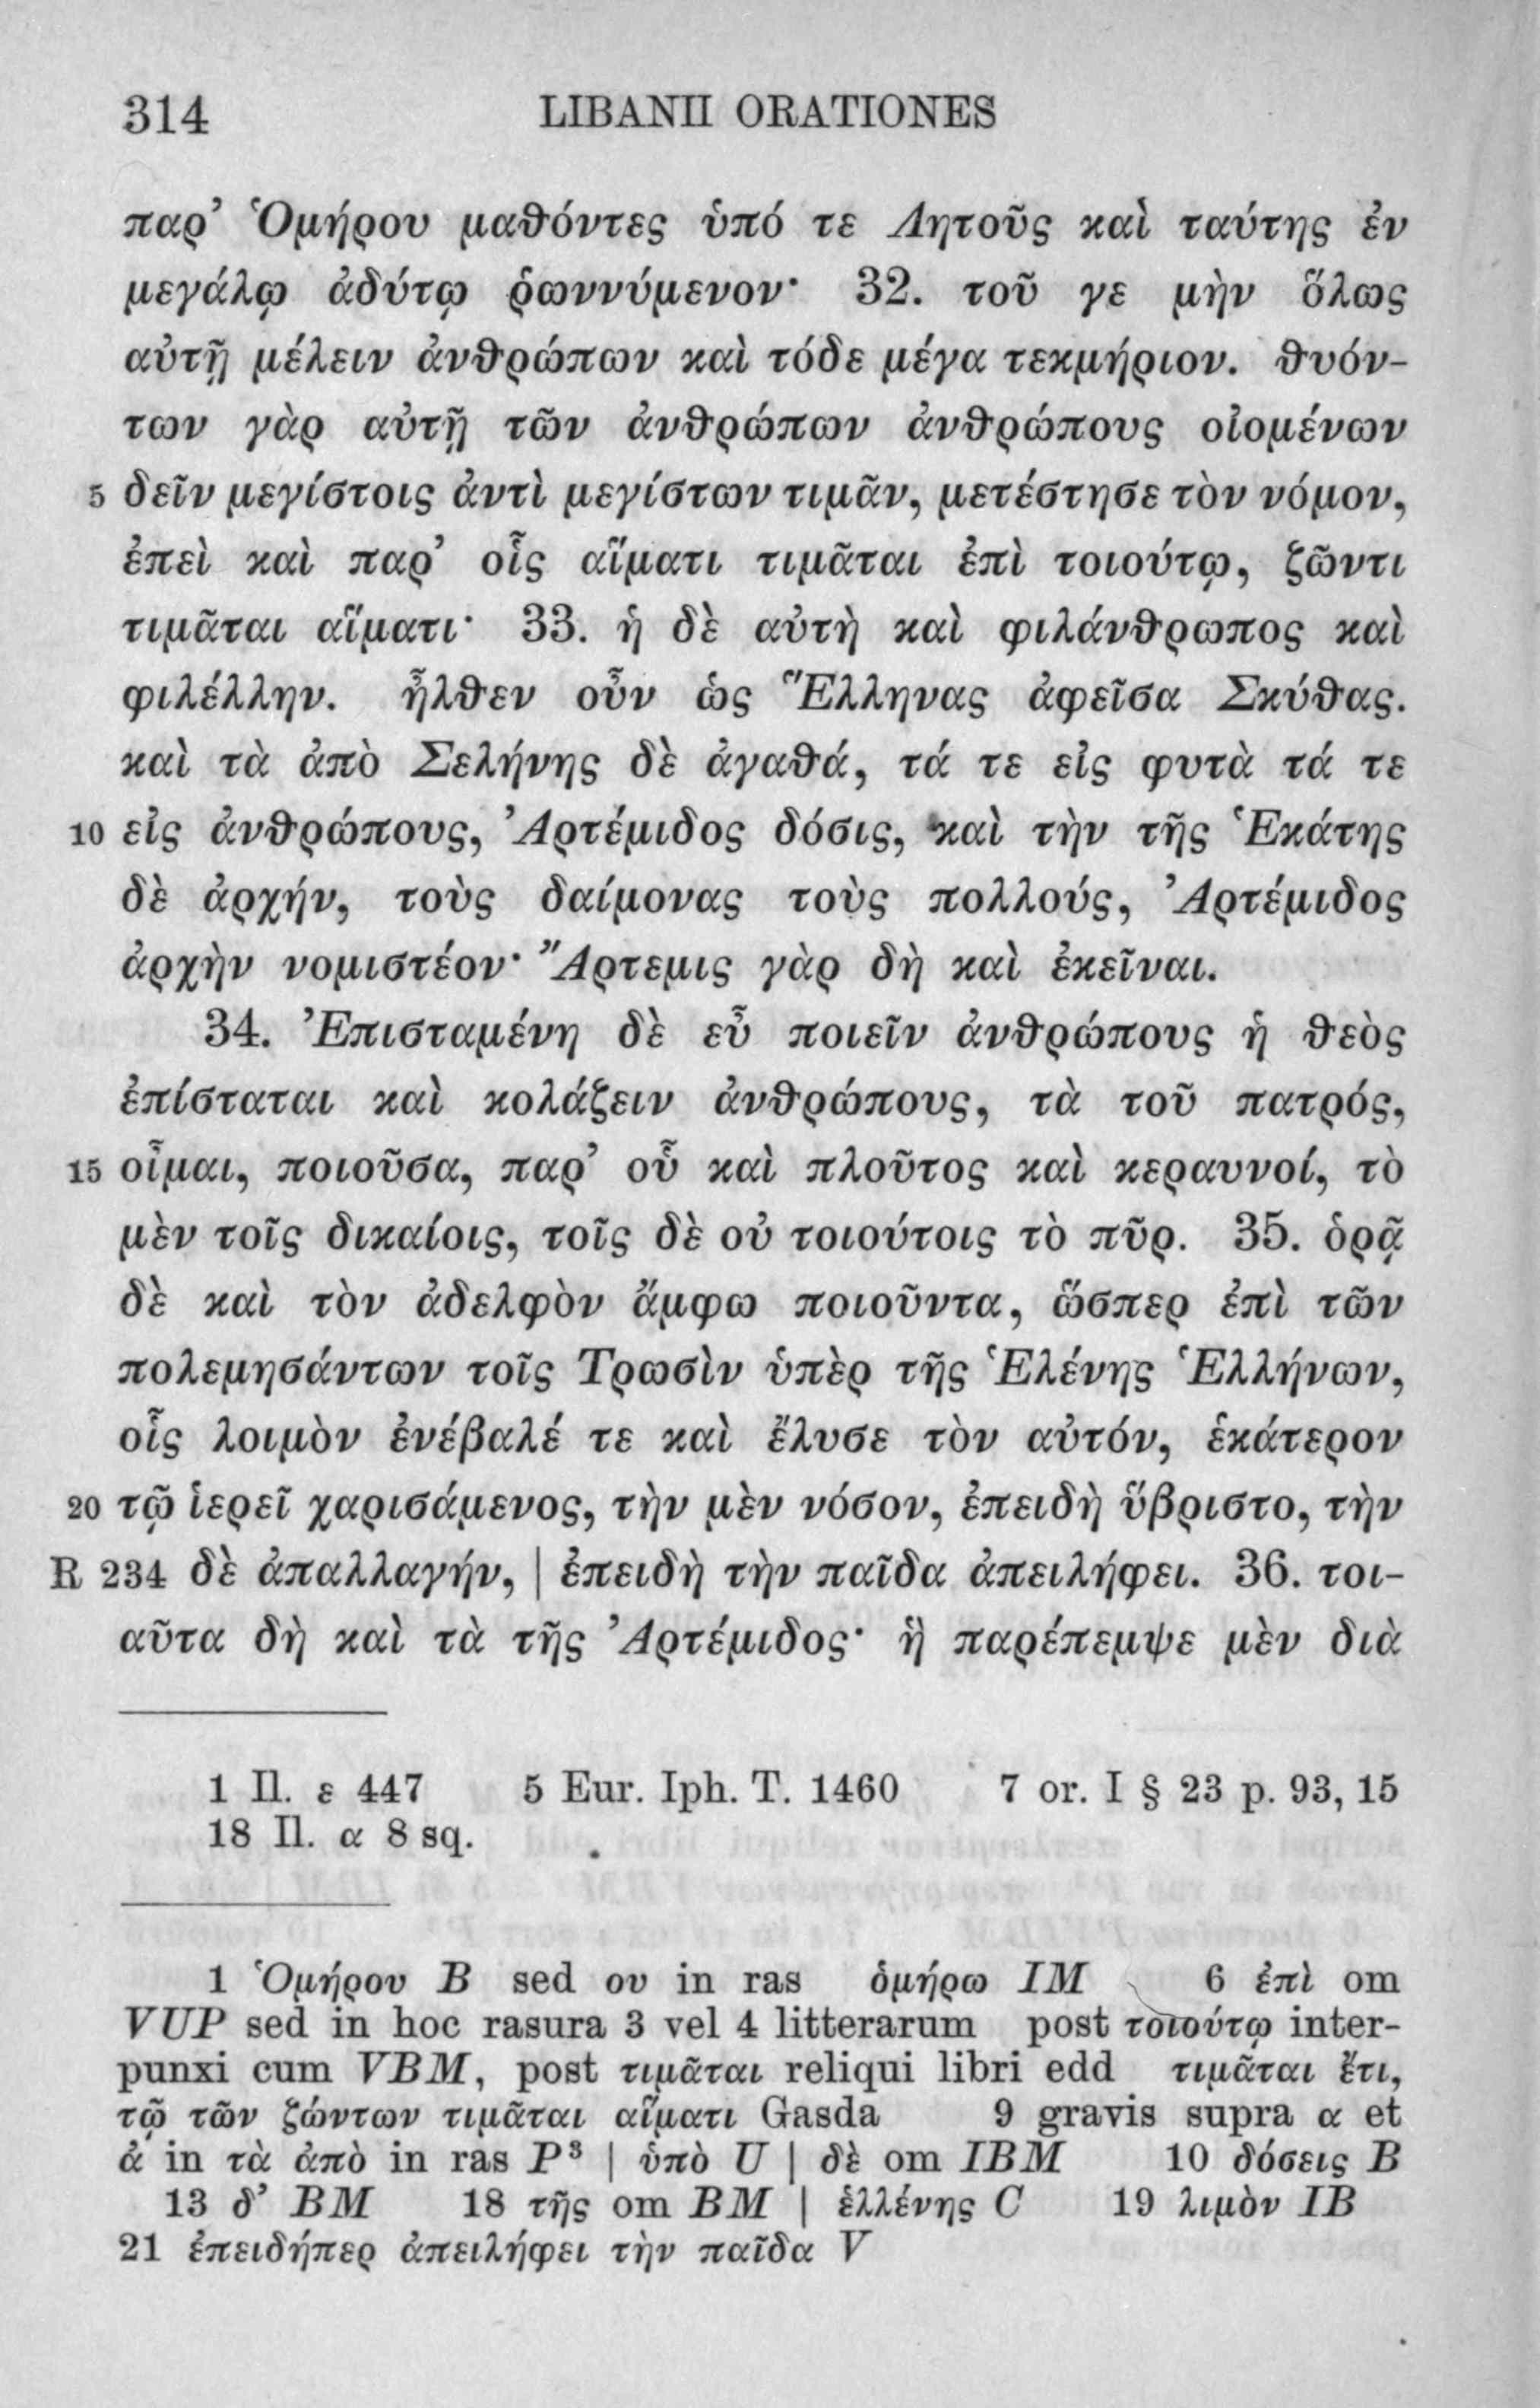 314 LIBANII ORATIONES
παρ’ Ὁμήρου μαθόντες ὑπό τε Λητοῦς καὶ ταύτης ἐν
μεγάλῳ ἀδύτῳ ῥωννύμενον· 32. τοῦ γε μὴν ὅλως
αὐτῇ μέλειν ἀνθρώπων καὶ τόδε μέγα τεκμήριον. θυόν-
των γὰρ αὐτῇ τῶν ἀνθρώπων ἀνθρώπους οἰομένων
5 δεῖν μεγίστοις ἀντὶ μεγίστων τιμᾶν, μετέστησε τὸν νόμον,
ἐπεὶ καὶ παρ’ οἷς αἵματι τιμᾶται ἐπὶ τοιούτῳ, ζῶντι
τιμᾶται αἵματι· 33. ἡ δὲ αὐτὴ καὶ φιλάνθρωπος καὶ
φιλέλλην. ἦλθεν οὖν ὡς Ἕλληνας ἀφεῖσα Σκύθας.
καὶ τὰ ἀπὸ Σελήνης δὲ ἀγαθά, τά τε εἰς φυτὰ τά τε
10 εἰς ἀνθρώπους, Ἀρτέμιδος δόσις, καὶ τὴν τῆς Ἑκάτης
δὲ ἀρχήν, τοὺς δαίμονας τοὺς πολλούς, Ἀρτέμιδος
ἀρχὴν νομιστέον· Ἄρτεμις γὰρ δὴ καὶ ἐκεῖναι.
34. Ἐπισταμένη δὲ εὖ ποιεῖν ἀνθρώπους ἡ θεὸς
ἐπίσταται καὶ κολάζειν ἀνθρώπους, τὰ τοῦ πατρός,
15 οἶμαι, ποιοῦσα, παρ’ οὗ καὶ πλοῦτος καὶ κεραυνοί, τὸ
μὲν τοῖς δικαίοις, τοῖς δὲ οὐ τοιούτοις τὸ πῦρ. 35. ὁρᾷ
δὲ καὶ τὸν ἀδελφὸν ἄμφω ποιοῦντα, ὥσπερ ἐπὶ τῶν
πολεμησάντων τοῖς Τρωσὶν ὑπὲρ τῆς Ἑλένης Ἑλλήνων,
οἷς λοιμὸν ἐνέβαλέ τε καὶ ἔλυσε τὸν αὐτόν, ἑκάτερον
20 τῷ ἱερεῖ χαρισάμενος, τὴν μὲν νόσον, ἐπειδὴ ὕβριστο, τὴν
R 234 δὲ ἀπαλλαγήν, | ἐπειδὴ τὴν παῖδα ἀπειλήφει. 36. τοι-
αῦτα δὴ καὶ τὰ τῆς Ἀρτέμιδος· ἣ παρέπεμψε μὲν διὰ
1 Il. ε 447 5 Eur. Iph. T. 1460 7 or. I § 23 p. 93, 15
18 Il. α 8 sq.
1 Ὁμήρου B sed ου in ras ὁμήρω IM 6 ἐπὶ om
VUP sed in hoc rasura 3 vel 4 litterarum post τοιούτῳ inter-
punxi cum VBM, post τιμᾶται reliqui libri edd τιμᾶται ἔτι,
τῷ τῶν ζώντων τιμᾶται αἵματι Gasda 9 gravis supra α et
ἀ in τὰ ἀπὸ in ras P³ | ὑπὸ U | δὲ om IBM 10 δόσεις B
13 δ’ BM 18 τῆς om BM | ἑλλένης C 19 λιμὸν IB
21 ἐπειδήπερ ἀπειλήφει τὴν παῖδα V